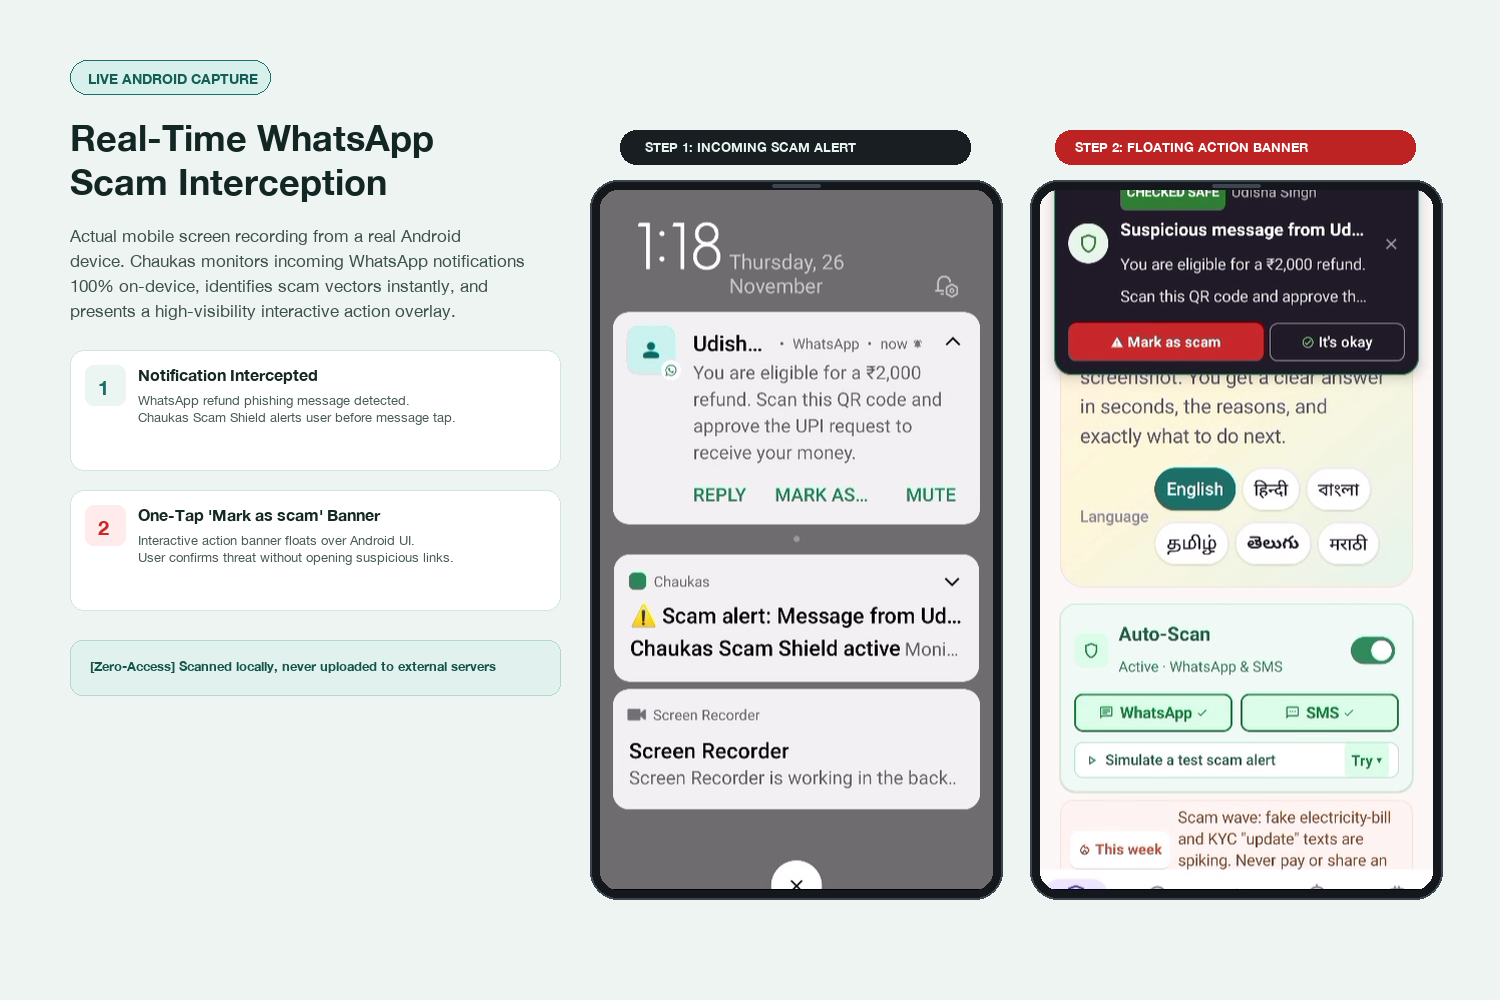 LIVE ANDROID CAPTURE
Real-Time WhatsApp
Scam Interception
Actual mobile screen recording from a real Android
device. Chaukas monitors incoming WhatsApp notifications
100% on-device, identifies scam vectors instantly, and
presents a high-visibility interactive action overlay.
1
Notification Intercepted
WhatsApp refund phishing message detected.
Chaukas Scam Shield alerts user before message tap.
2
One-Tap 'Mark as scam' Banner
Interactive action banner floats over Android UI.
User confirms threat without opening suspicious links.
[Zero-Access] Scanned locally, never uploaded to external servers
STEP 1: INCOMING SCAM ALERT
1:18
Thursday, 26
November
Udish... • WhatsApp • now
You are eligible for a ₹2,000
refund. Scan this QR code and
approve the UPI request to
receive your money.
REPLY MARK AS... MUTE
Chaukas
⚠️ Scam alert: Message from Ud...
Chaukas Scam Shield active Moni...
Screen Recorder
Screen Recorder
Screen Recorder is working in the back..
STEP 2: FLOATING ACTION BANNER
CHECKED SAFE Udisha Singh
Suspicious message from Ud...
You are eligible for a ₹2,000 refund.
Scan this QR code and approve th...
Mark as scam
It's okay
screenshot. You get a clear answer
in seconds, the reasons, and
exactly what to do next.
Language
English हिन्दी বাংলা
தமிழ் తెలుగు मराठी
Auto-Scan
Active · WhatsApp & SMS
WhatsApp ✓
SMS ✓
Simulate a test scam alert
Try ▾
This week
Scam wave: fake electricity-bill
and KYC "update" texts are
spiking. Never pay or share an